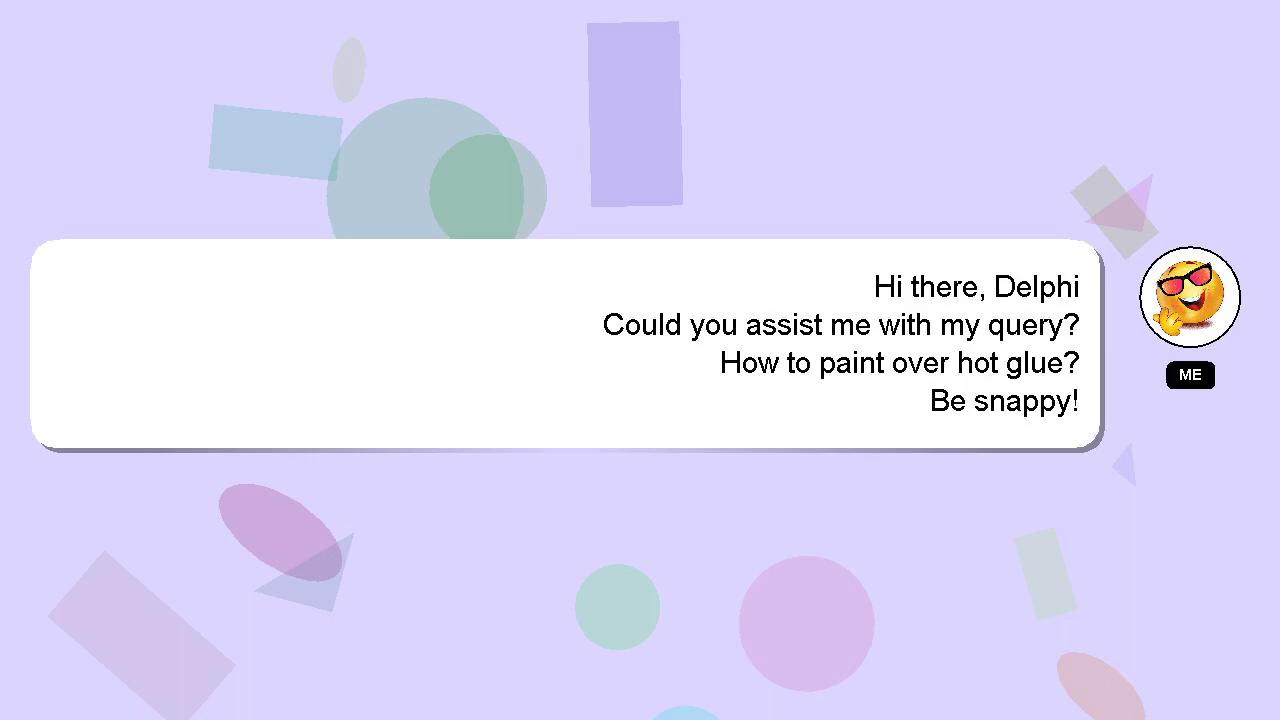 Hi there, Delphi
Could you assist me with my query?
How to paint over hot glue?
Be snappy!
ME